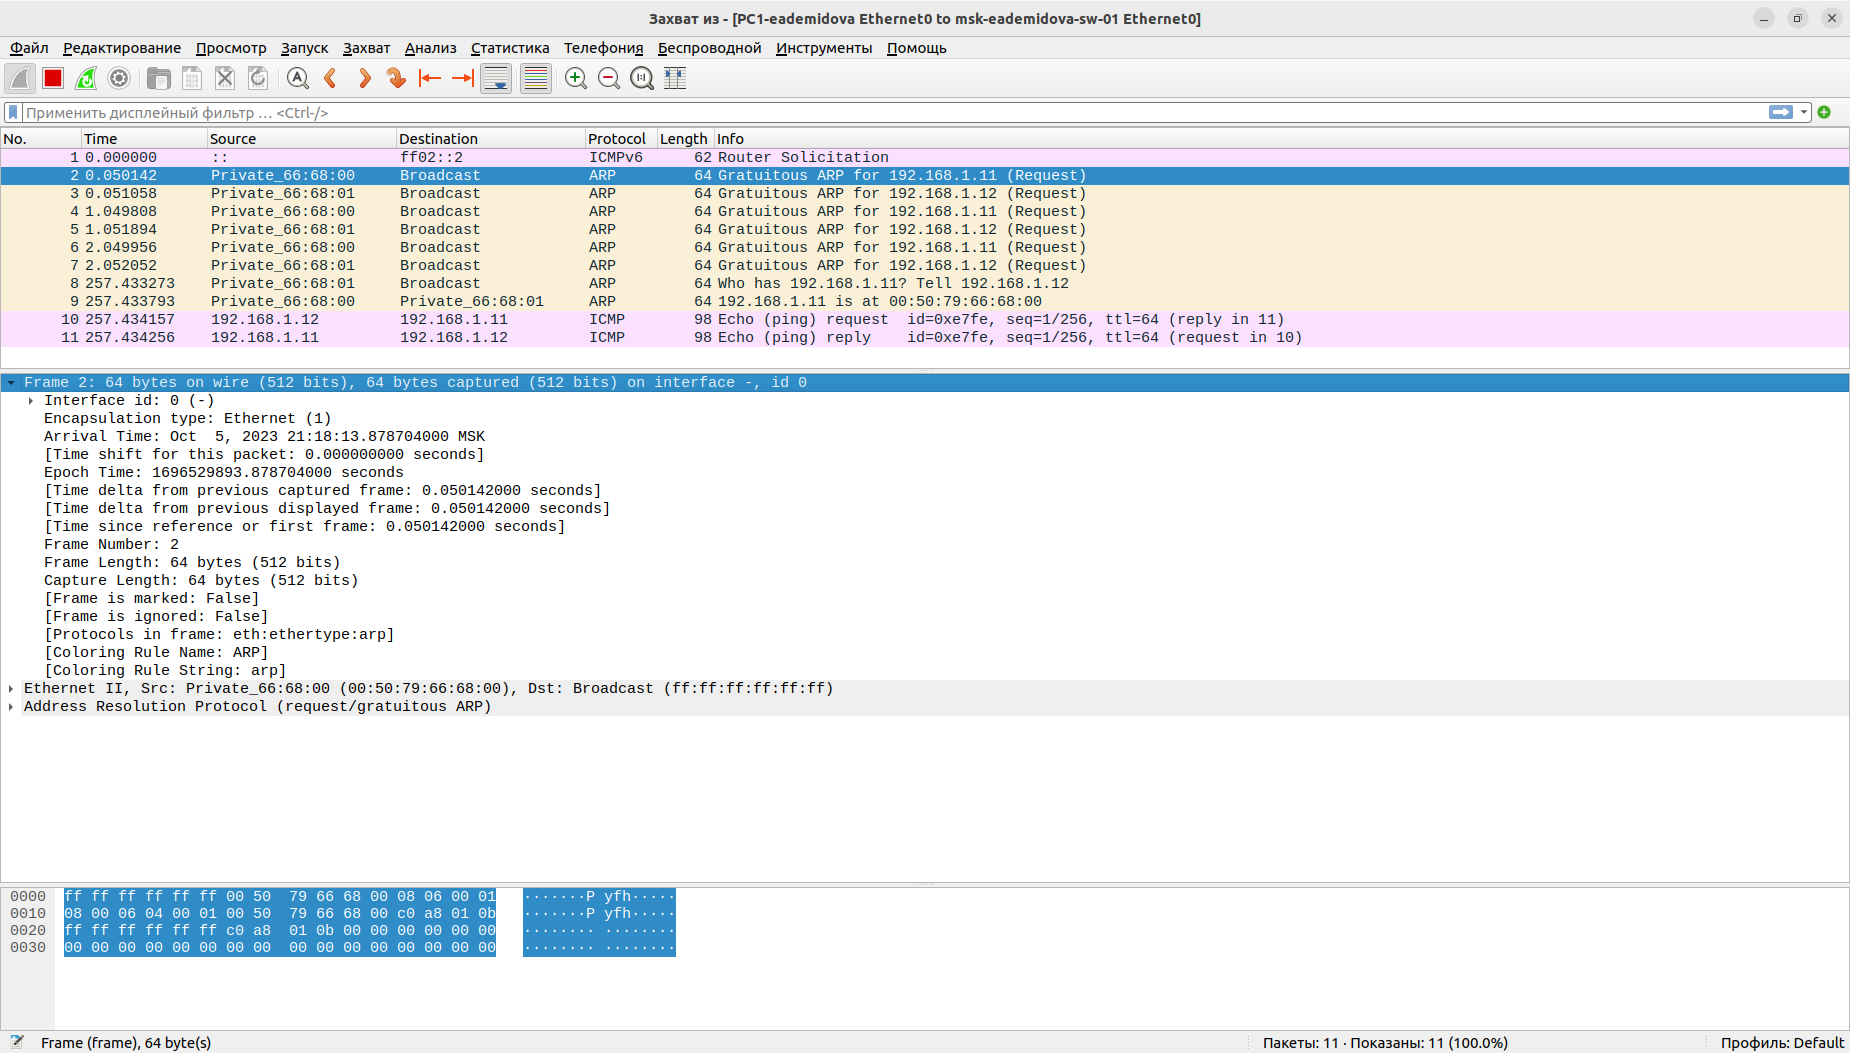 Захват из - [PC1-eademidova Ethernet0 to msk-eademidova-sw-01 Ethernet0]
Файл Редактирование Просмотр Запуск Захват Анализ Статистика Телефония Беспроводной Инструменты Помощь
Применить дисплейный фильтр … <Ctrl-/>
No. Time Source Destination Protocol Length Info
1 0.000000 :: ff02::2 ICMPv6 62 Router Solicitation
2 0.050142 Private_66:68:00 Broadcast ARP 64 Gratuitous ARP for 192.168.1.11 (Request)
3 0.051058 Private_66:68:01 Broadcast ARP 64 Gratuitous ARP for 192.168.1.12 (Request)
4 1.049808 Private_66:68:00 Broadcast ARP 64 Gratuitous ARP for 192.168.1.11 (Request)
5 1.051894 Private_66:68:01 Broadcast ARP 64 Gratuitous ARP for 192.168.1.12 (Request)
6 2.049956 Private_66:68:00 Broadcast ARP 64 Gratuitous ARP for 192.168.1.11 (Request)
7 2.052052 Private_66:68:01 Broadcast ARP 64 Gratuitous ARP for 192.168.1.12 (Request)
8 257.433273 Private_66:68:01 Broadcast ARP 64 Who has 192.168.1.11? Tell 192.168.1.12
9 257.433793 Private_66:68:00 Private_66:68:01 ARP 64 192.168.1.11 is at 00:50:79:66:68:00
10 257.434157 192.168.1.12 192.168.1.11 ICMP 98 Echo (ping) request id=0xe7fe, seq=1/256, ttl=64 (reply in 11)
11 257.434256 192.168.1.11 192.168.1.12 ICMP 98 Echo (ping) reply id=0xe7fe, seq=1/256, ttl=64 (request in 10)
Frame 2: 64 bytes on wire (512 bits), 64 bytes captured (512 bits) on interface -, id 0
Interface id: 0 (-)
Encapsulation type: Ethernet (1)
Arrival Time: Oct  5, 2023 21:18:13.878704000 MSK
[Time shift for this packet: 0.000000000 seconds]
Epoch Time: 1696529893.878704000 seconds
[Time delta from previous captured frame: 0.050142000 seconds]
[Time delta from previous displayed frame: 0.050142000 seconds]
[Time since reference or first frame: 0.050142000 seconds]
Frame Number: 2
Frame Length: 64 bytes (512 bits)
Capture Length: 64 bytes (512 bits)
[Frame is marked: False]
[Frame is ignored: False]
[Protocols in frame: eth:ethertype:arp]
[Coloring Rule Name: ARP]
[Coloring Rule String: arp]
Ethernet II, Src: Private_66:68:00 (00:50:79:66:68:00), Dst: Broadcast (ff:ff:ff:ff:ff:ff)
Address Resolution Protocol (request/gratuitous ARP)
0000 ff ff ff ff ff ff 00 50 79 66 68 00 08 06 00 01 ·······P yfh·····
0010 08 00 06 04 00 01 00 50 79 66 68 00 c0 a8 01 0b ·······P yfh·····
0020 ff ff ff ff ff ff c0 a8 01 0b 00 00 00 00 00 00 ········ ········
0030 00 00 00 00 00 00 00 00 00 00 00 00 00 00 00 00 ········ ········
Frame (frame), 64 byte(s) Пакеты: 11 · Показаны: 11 (100.0%) Профиль: Default